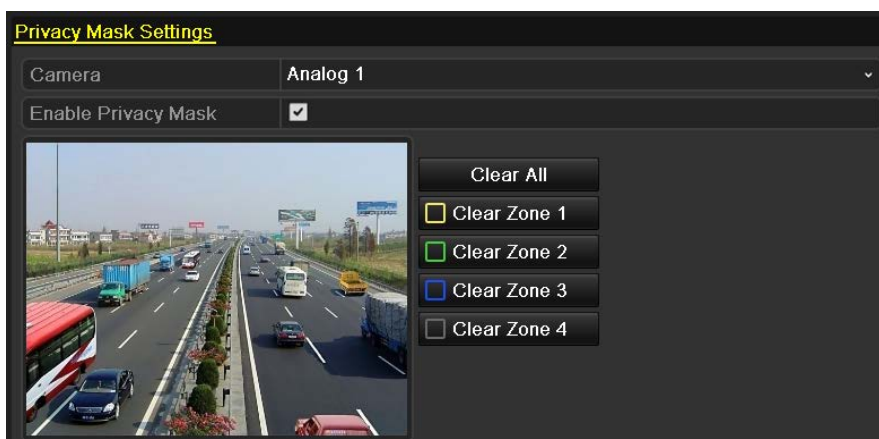 Privacy Mask Settings
Camera Analog 1
Enable Privacy Mask
Clear All
Clear Zone 1
Clear Zone 2
Clear Zone 3
Clear Zone 4